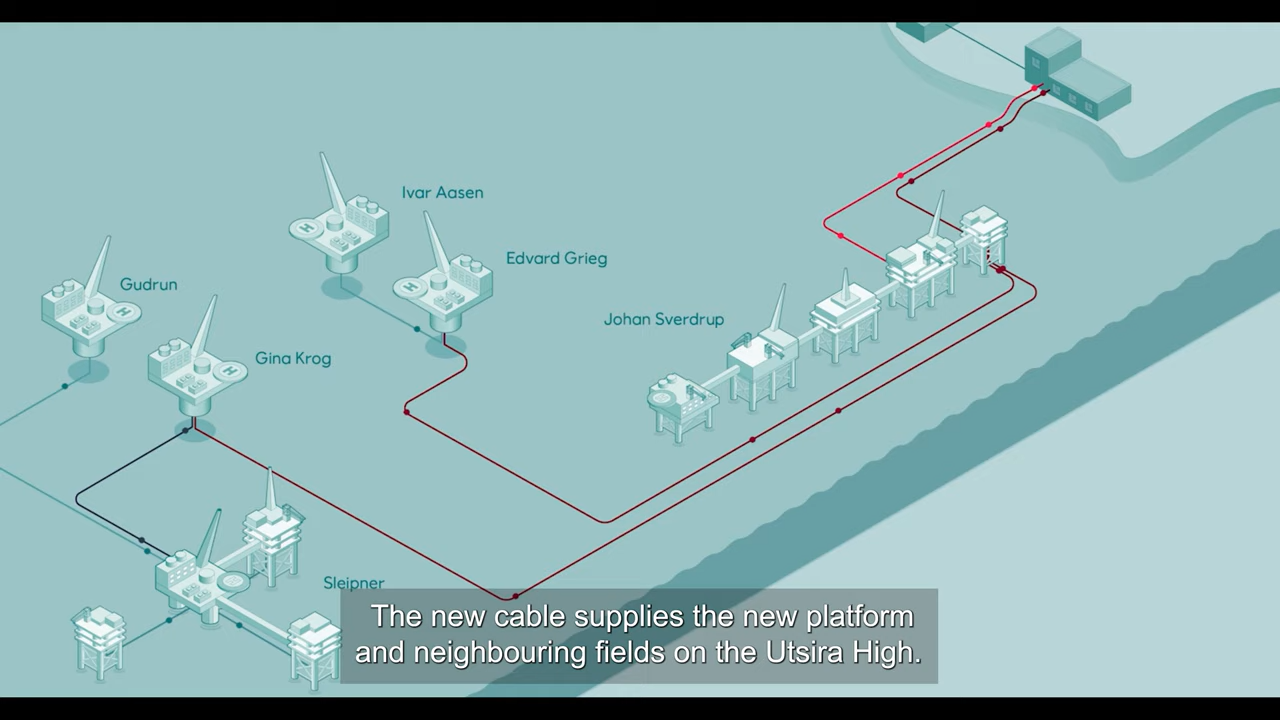 Ivar Aasen
Edvard Grieg
Gudrun
Johan Sverdrup
Gina Krog
Sleipner
The new cable supplies the new platform
and neighbouring fields on the Utsira High.